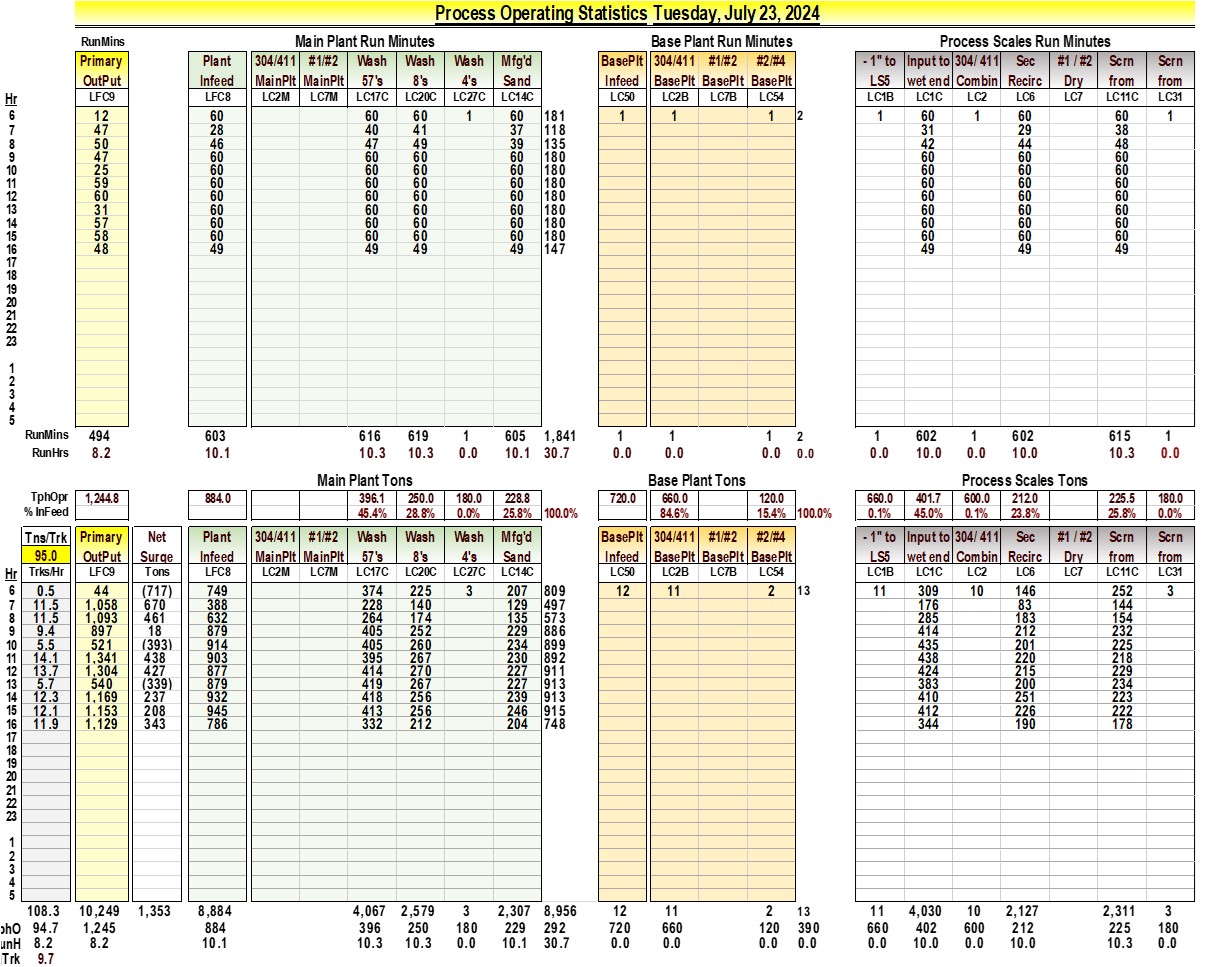 Process Operating Statistics Tuesday, July 23, 2024
RunMins Main Plant Run Minutes Base Plant Run Minutes Process Scales Run Minutes
Primary Plant 304/411 #1/#2 Wash Wash Wash Mfg'd BasePlt 304/411 #1/#2 #2/#4 - 1" to Input to 304/ 411 Sec #1 / #2 Scrn Scrn
OutPut Infeed MainPlt MainPlt 57's 8's 4's Sand Infeed BasePlt BasePlt BasePlt LS5 wet end Combin Recirc Dry from from
Hr LFC9 LFC8 LC2M LC7M LC17C LC20C LC27C LC14C LC50 LC2B LC7B LC54 LC1B LC1C LC2 LC6 LC7 LC11C LC31
6 12 60 60 60 1 60 181 1 1 1 2 1 60 1 60 60 1
7 47 28 40 41 37 118 31 29 38
8 50 46 47 49 39 135 42 44 48
9 47 60 60 60 60 180 60 60 60
10 25 60 60 60 60 180 60 60 60
11 59 60 60 60 60 180 60 60 60
12 60 60 60 60 60 180 60 60 60
13 31 60 60 60 60 180 60 60 60
14 57 60 60 60 60 180 60 60 60
15 58 60 60 60 60 180 60 60 60
16 48 49 49 49 49 147 49 49 49
17
18
19
20
21
22
23
1
2
3
4
5
RunMins 494 603 616 619 1 605 1,841 1 1 1 2 1 602 1 602 615 1
RunHrs 8.2 10.1 10.3 10.3 0.0 10.1 30.7 0.0 0.0 0.0 0.0 0.0 10.0 0.0 10.0 10.3 0.0
Main Plant Tons Base Plant Tons Process Scales Tons
TphOpr 1,244.8 884.0 396.1 250.0 180.0 228.8 720.0 660.0 120.0 660.0 401.7 600.0 212.0 225.5 180.0
% InFeed 45.4% 28.8% 0.0% 25.8% 100.0% 84.6% 15.4% 100.0% 0.1% 45.0% 0.1% 23.8% 25.8% 0.0%
Tns/Trk Primary Net Plant 304/411 #1/#2 Wash Wash Wash Mfg'd BasePlt 304/411 #1/#2 #2/#4 - 1" to Input to 304/ 411 Sec #1 / #2 Scrn Scrn
95.0 OutPut Surge Infeed MainPlt MainPlt 57's 8's 4's Sand Infeed BasePlt BasePlt BasePlt LS5 wet end Combin Recirc Dry from from
Hr Trks/Hr LFC9 Tons LFC8 LC2M LC7M LC17C LC20C LC27C LC14C LC50 LC2B LC7B LC54 LC1B LC1C LC2 LC6 LC7 LC11C LC31
6 0.5 44 (717) 749 374 225 3 207 809 12 11 2 13 11 309 10 146 252 3
7 11.5 1,058 670 388 228 140 129 497 176 83 144
8 11.5 1,093 461 632 264 174 135 573 285 183 154
9 9.4 897 18 879 405 252 229 886 414 212 232
10 5.5 521 (393) 914 405 260 234 899 435 201 225
11 14.1 1,341 438 903 395 267 230 892 438 220 218
12 13.7 1,304 427 877 414 270 227 911 424 215 229
13 5.7 540 (339) 879 419 267 227 913 383 200 234
14 12.3 1,169 237 932 418 256 239 913 410 251 223
15 12.1 1,153 208 945 413 256 246 915 412 226 222
16 11.9 1,129 343 786 332 212 204 748 344 190 178
17
18
19
20
21
22
23
1
2
3
4
5
108.3 10,249 1,353 8,884 4,067 2,579 3 2,307 8,956 12 11 2 13 11 4,030 10 2,127 2,311 3
phO 94.7 1,245 884 396 250 180 229 292 720 660 120 390 660 402 600 212 225 180
unH 8.2 8.2 10.1 10.3 10.3 0.0 10.1 30.7 0.0 0.0 0.0 0.0 0.0 10.0 0.0 10.0 10.3 0.0
Trk 9.7